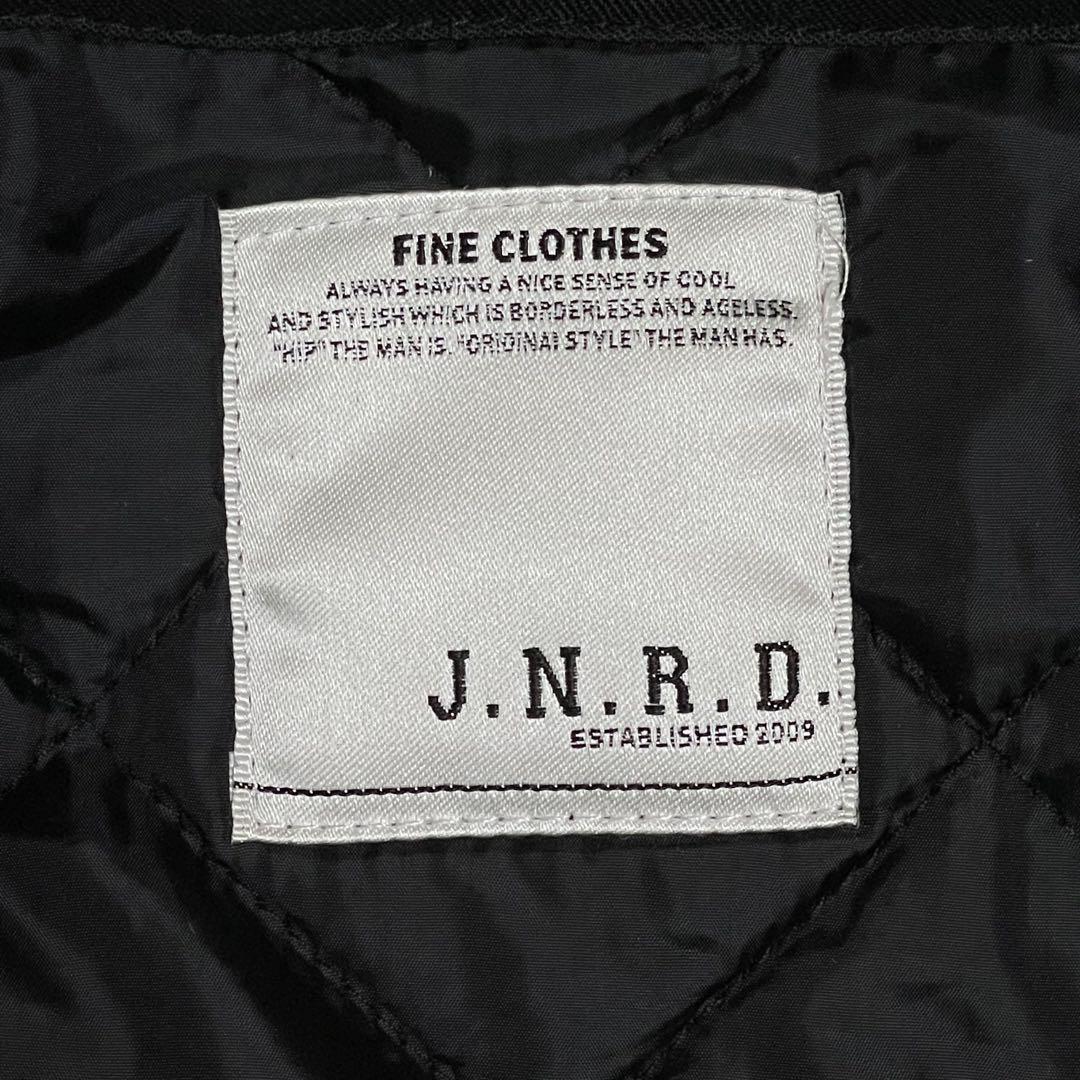 FINE CLOTHES
ALWAYS HAVING A NICE SENSE OF COOL
AND STYLISH WHICH IS BORDERLESS AND AGELESS.
"HIP" THE MAN IS. "ORIGINAL STYLE" THE MAN HAS.
J.N.R.D.
ESTABLISHED 2009